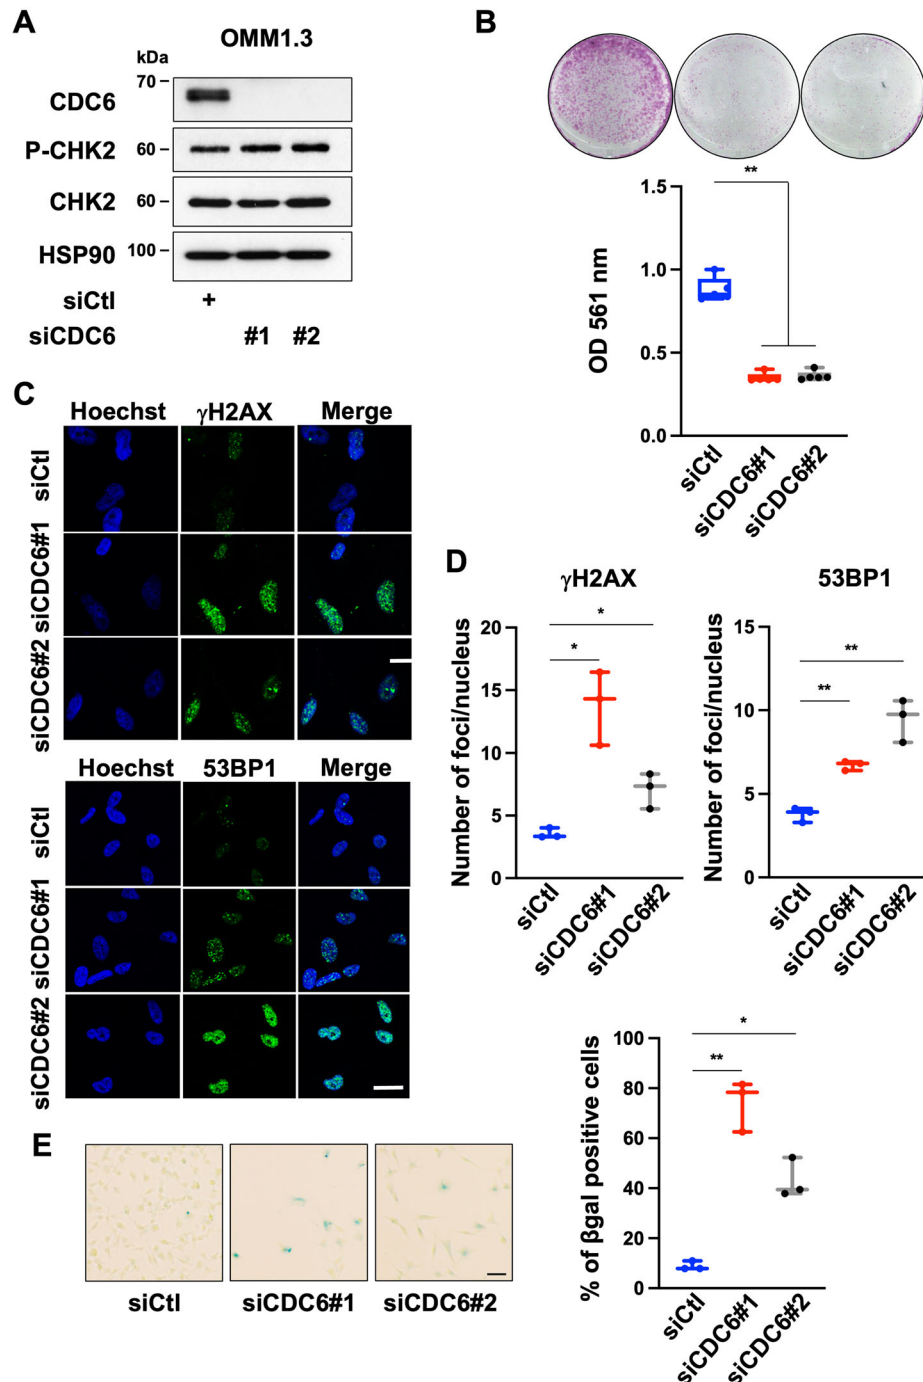 A
OMM1.3
kDa
70
CDC6
P-CHK2 60
CHK2 60
HSP90 100
siCtl +
siCDC6 #1 #2
B
**
1.5
1.0
0.5
0.0
OD 561 nm
siCtl
siCDC6#1
siCDC6#2
C
Hoechst γH2AX Merge
siCtl
siCDC6#1
siCDC6#2
Hoechst 53BP1 Merge
siCtl
siCDC6#1
siCDC6#2
D
γH2AX
*
*
20
15
10
5
0
Number of foci/nucleus
siCtl
siCDC6#1
siCDC6#2
53BP1
**
**
15
10
5
0
Number of foci/nucleus
siCtl
siCDC6#1
siCDC6#2
E
siCtl siCDC6#1 siCDC6#2
*
**
100
80
60
40
20
0
% of βgal positive cells
siCtl
siCDC6#1
siCDC6#2